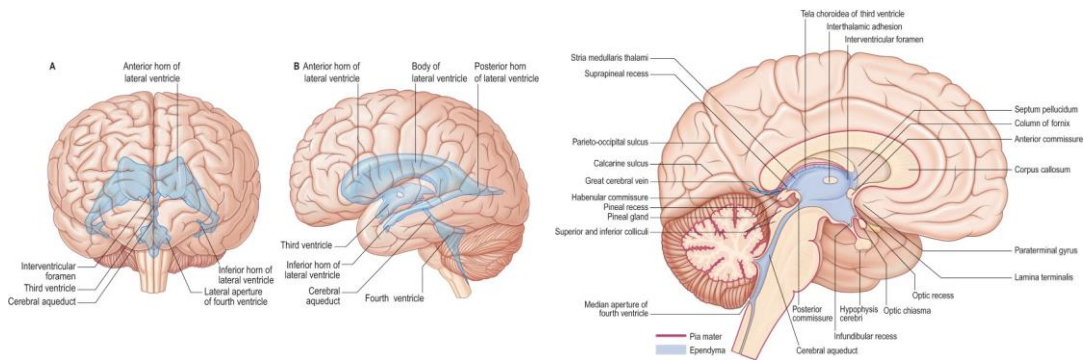 A
Anterior horn of
lateral ventricle
Interventricular
foramen
Third ventricle
Cerebral aqueduct
Inferior horn of
lateral ventricle
Lateral aperture
of fourth ventricle
B
Anterior horn of
lateral ventricle
Body of
lateral ventricle
Posterior horn
of lateral ventricle
Third ventricle
Inferior horn of
lateral ventricle
Cerebral
aqueduct
Fourth ventricle
Tela choroidea of third ventricle
Interthalamic adhesion
Interventricular foramen
Stria medullaris thalami
Suprapineal recess
Parieto-occipital sulcus
Calcarine sulcus
Great cerebral vein
Habenular commissure
Pineal recess
Pineal gland
Superior and inferior colliculi
Median aperture of
fourth ventricle
Septum pellucidum
Column of fornix
Anterior commissure
Corpus callosum
Paraterminal gyrus
Lamina terminalis
Optic recess
Optic chiasma
Hypophysis
cerebri
Infundibular recess
Posterior
commissure
Cerebral aqueduct
Pia mater
Ependyma